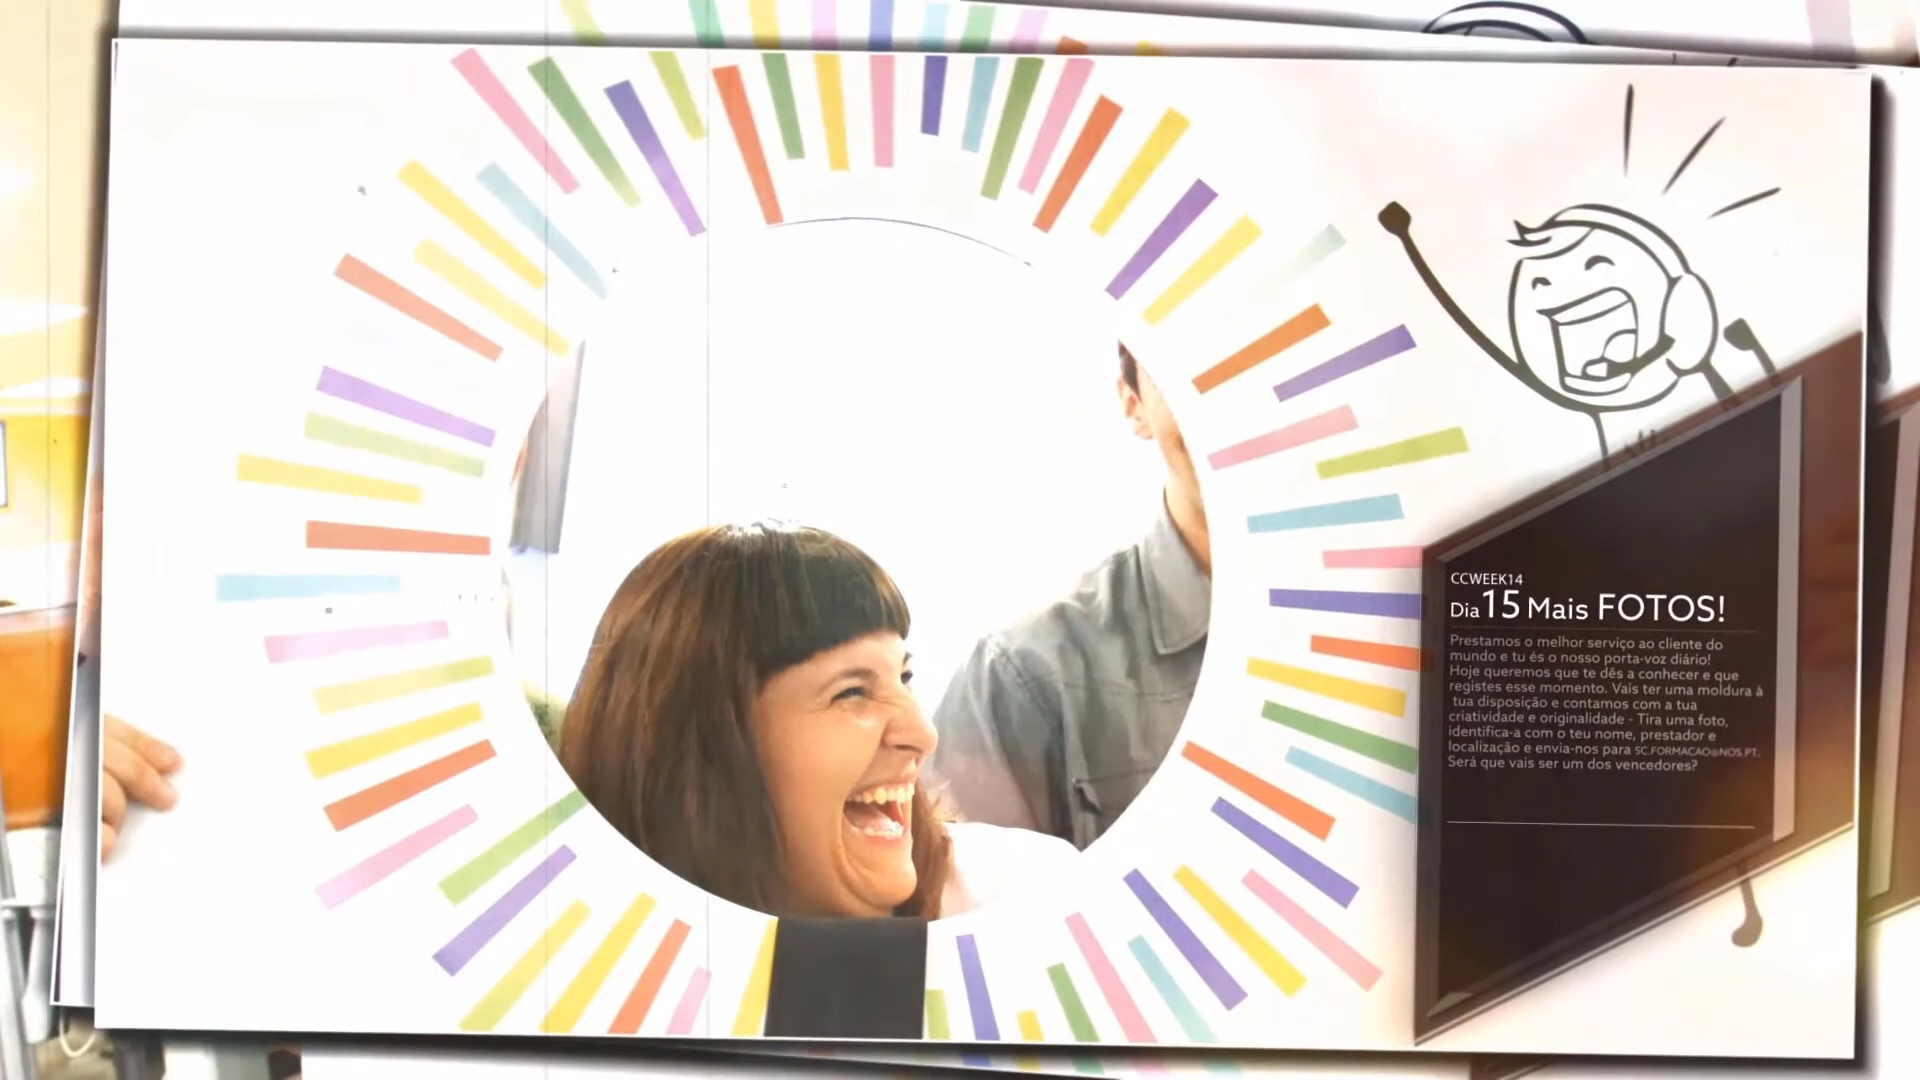 CCWEEK14
Dia 15 Mais FOTOS!
Prestamos o melhor serviço ao cliente do
mundo e tu és o nosso porta-voz diário!
Hoje queremos que te dês a conhecer e que
registes esse momento. Vais ter uma moldura à
tua disposição e contamos com a tua
criatividade e originalidade - Tira uma foto,
identifica-a com o teu nome, prestador e
localização e envia-nos para SC.FORMACAO@NOS.PT.
Será que vais ser um dos vencedores?